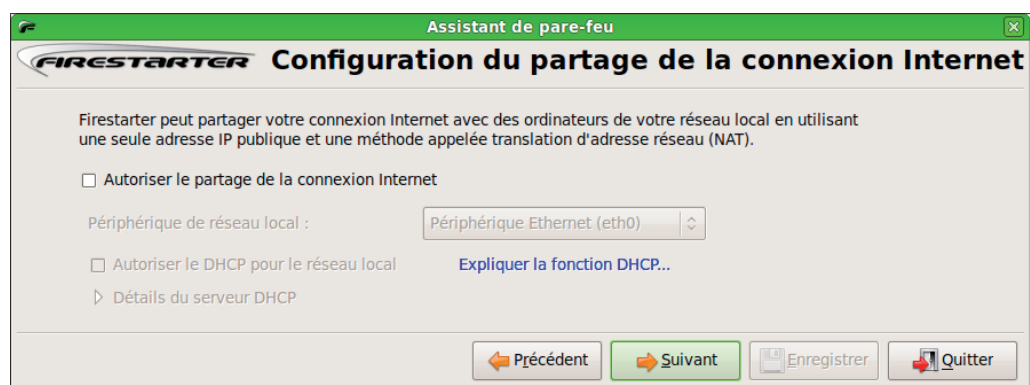 Assistant de pare-feu
FIRESTARTER Configuration du partage de la connexion Internet
Firestarter peut partager votre connexion Internet avec des ordinateurs de votre réseau local en utilisant
une seule adresse IP publique et une méthode appelée translation d'adresse réseau (NAT).
Autoriser le partage de la connexion Internet
Périphérique de réseau local : Périphérique Ethernet (eth0)
Autoriser le DHCP pour le réseau local Expliquer la fonction DHCP...
Détails du serveur DHCP
Précédent Suivant Enregistrer Quitter